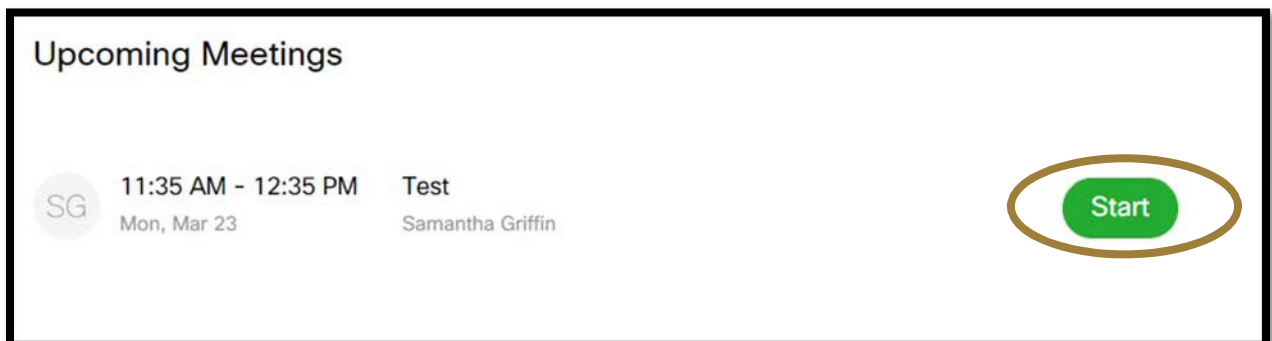 Upcoming Meetings
SG
11:35 AM - 12:35 PM
Test
Mon, Mar 23
Samantha Griffin
Start